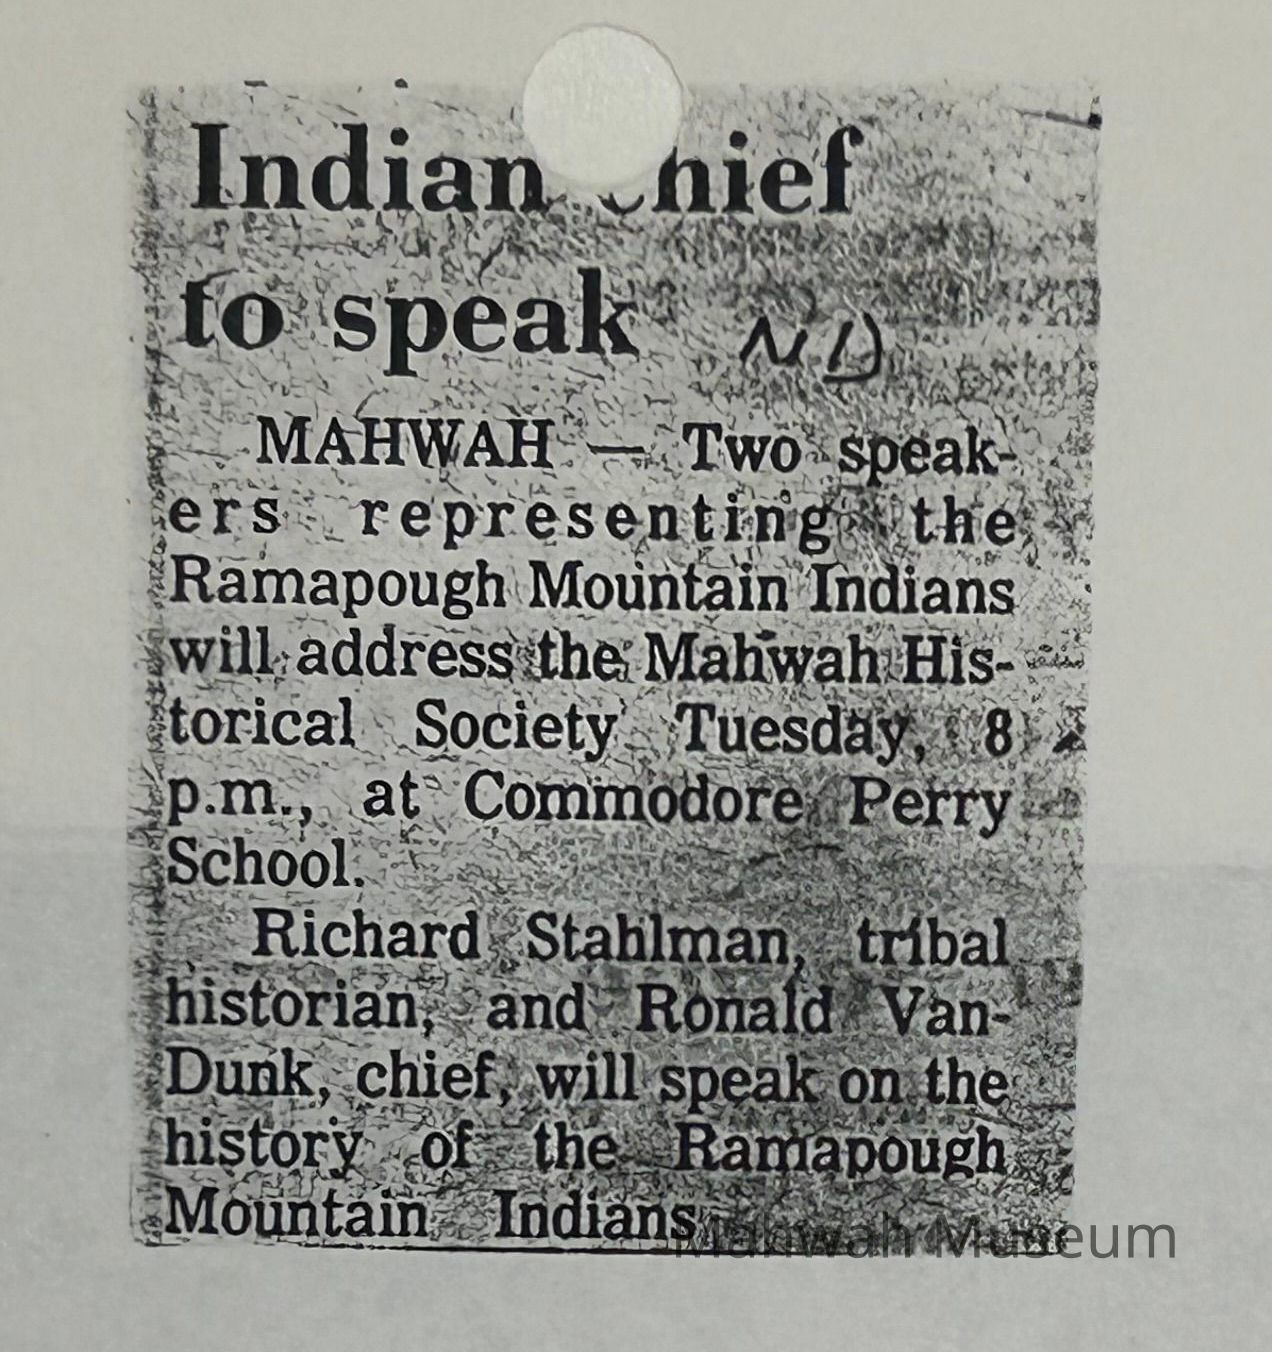 Indian Chief
to speak
ND
MAHWAH — Two speak-
ers representing the
Ramapough Mountain Indians
will address the Mahwah His-
torical Society Tuesday, 8
p.m., at Commodore Perry
School.
Richard Stahlman, tribal
historian, and Ronald Van-
Dunk, chief, will speak on the
history of the Ramapough
Mountain Indians.
Mahwah Museum